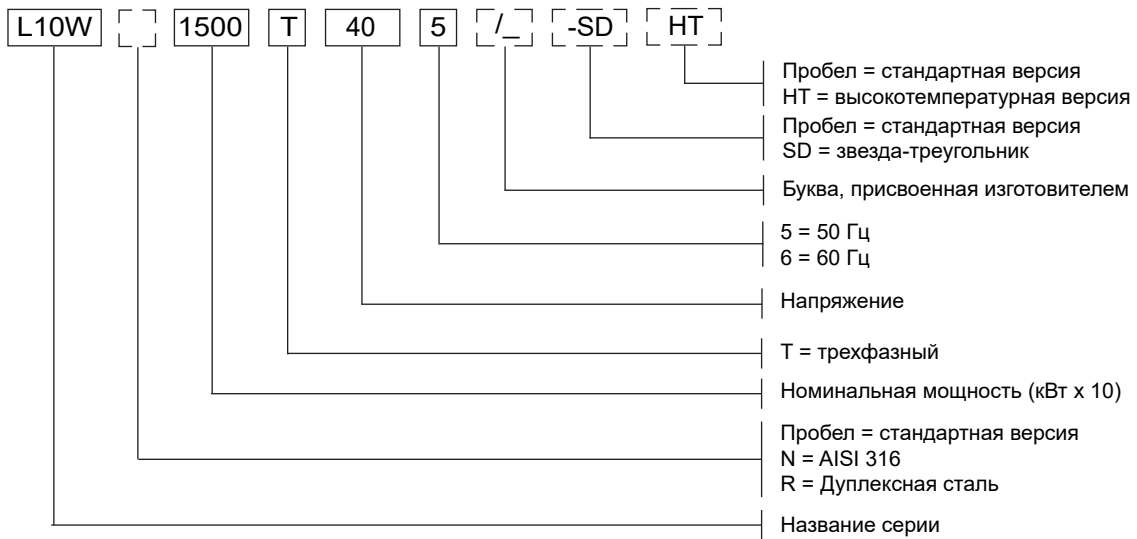 L10W 1500 T 40 5 /_ -SD HT
Пробел = стандартная версия
HT = высокотемпературная версия
Пробел = стандартная версия
SD = звезда-треугольник
Буква, присвоенная изготовителем
5 = 50 Гц
6 = 60 Гц
Напряжение
T = трехфазный
Номинальная мощность (кВт x 10)
Пробел = стандартная версия
N = AISI 316
R = Дуплексная сталь
Название серии